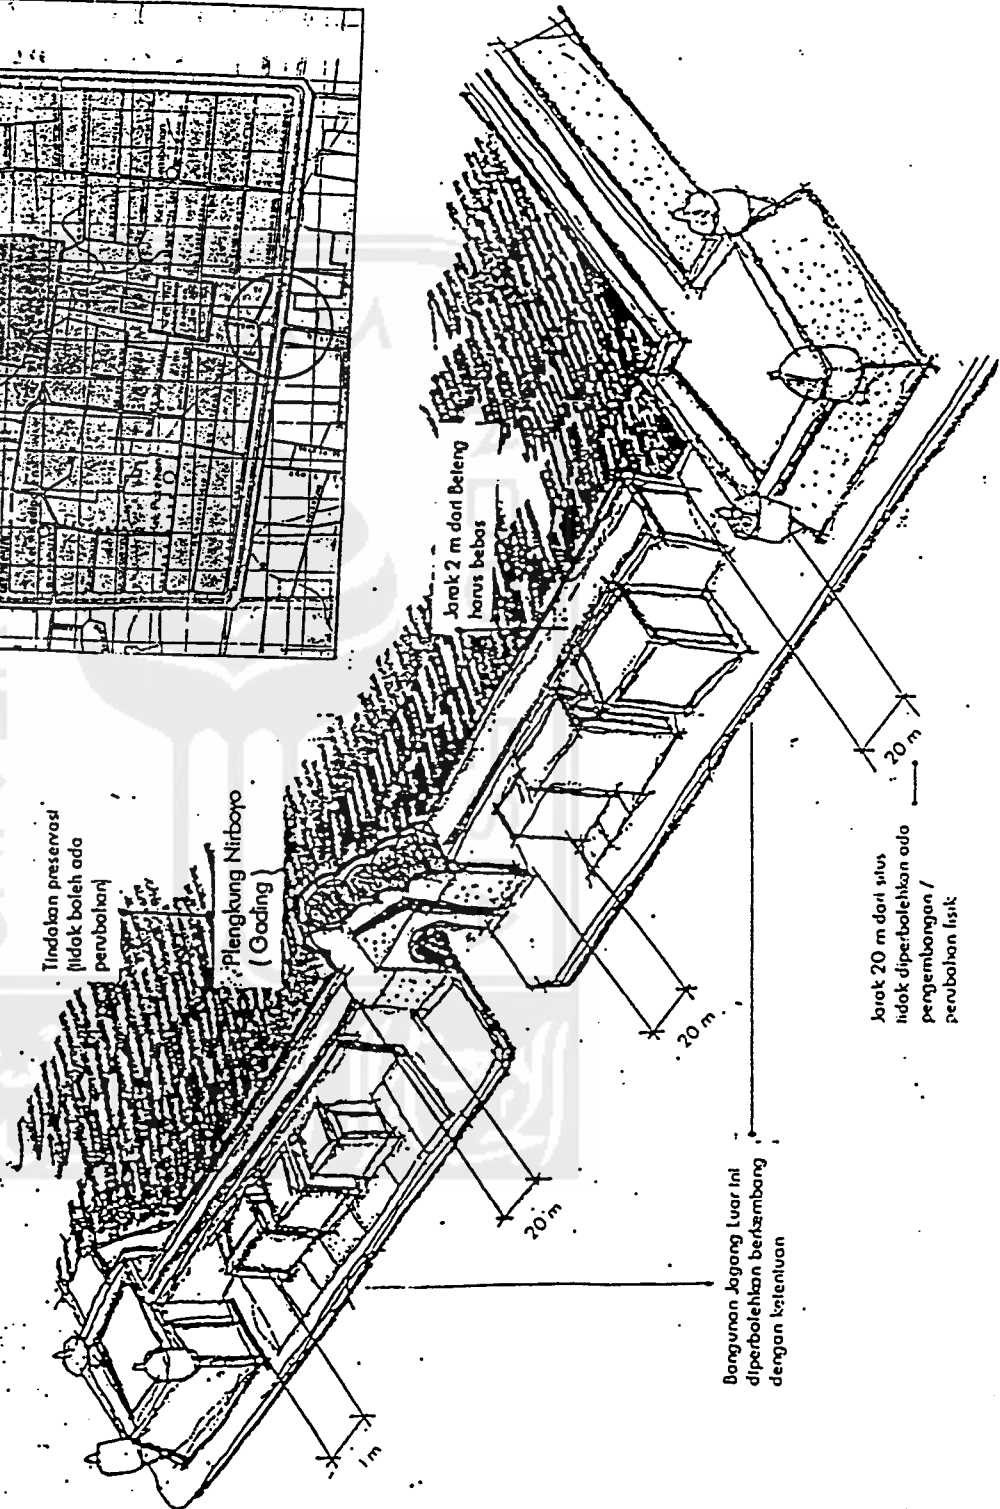 Tindakan preservasi
(tidak boleh ada
perubahan)
Plengkung Nirboyo
( Gading )
Jarak 2 m dari Beteng
harus bebas
1 m
20 m
20 m
20 m
Bangunan Jagang Luar Ini
diperbolehkan berkembang
dengan ketentuan
Jarak 20 m dari situs
tidak diperbolehkan ada
pengembangan /
perubahan fisik